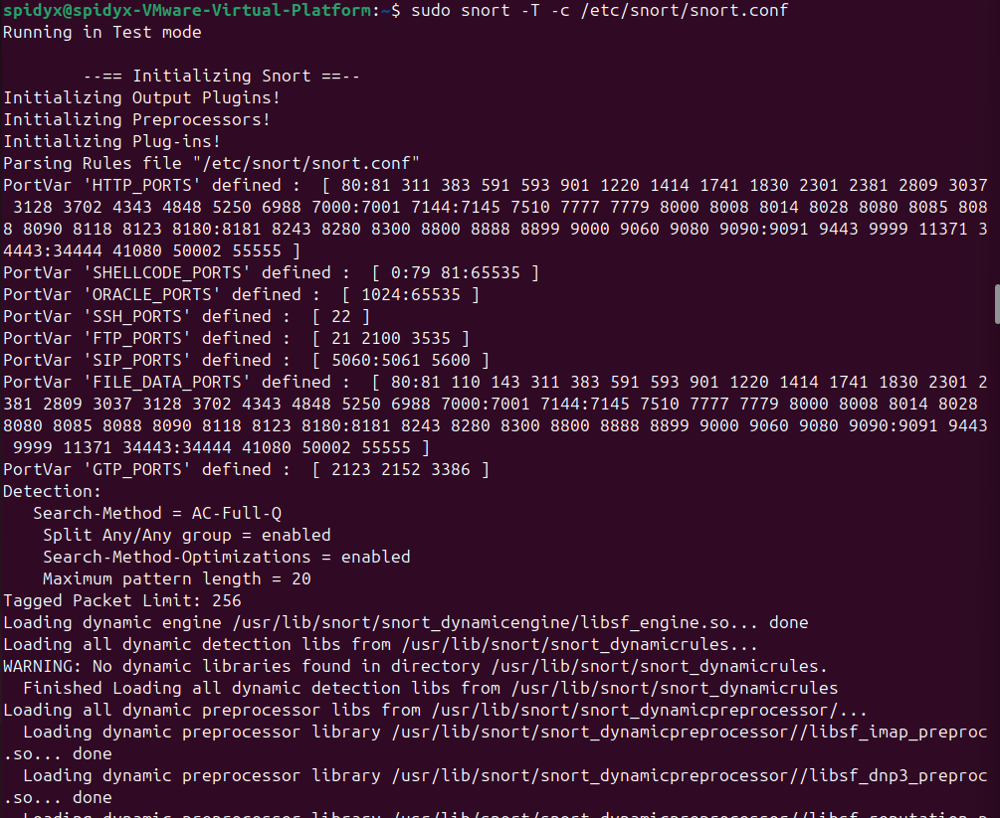 spidyx@spidyx-VMware-Virtual-Platform:~$ sudo snort -T -c /etc/snort/snort.conf
Running in Test mode
--== Initializing Snort ==--
Initializing Output Plugins!
Initializing Preprocessors!
Initializing Plug-ins!
Parsing Rules file "/etc/snort/snort.conf"
PortVar 'HTTP_PORTS' defined :  [ 80:81 311 383 591 593 901 1220 1414 1741 1830 2301 2381 2809 3037
 3128 3702 4343 4848 5250 6988 7000:7001 7144:7145 7510 7777 7779 8000 8008 8014 8028 8080 8085 808
8 8090 8118 8123 8180:8181 8243 8280 8300 8800 8888 8899 9000 9060 9080 9090:9091 9443 9999 11371 3
4443:34444 41080 50002 55555 ]
PortVar 'SHELLCODE_PORTS' defined :  [ 0:79 81:65535 ]
PortVar 'ORACLE_PORTS' defined :  [ 1024:65535 ]
PortVar 'SSH_PORTS' defined :  [ 22 ]
PortVar 'FTP_PORTS' defined :  [ 21 2100 3535 ]
PortVar 'SIP_PORTS' defined :  [ 5060:5061 5600 ]
PortVar 'FILE_DATA_PORTS' defined :  [ 80:81 110 143 311 383 591 593 901 1220 1414 1741 1830 2301 2
381 2809 3037 3128 3702 4343 4848 5250 6988 7000:7001 7144:7145 7510 7777 7779 8000 8008 8014 8028
8080 8085 8088 8090 8118 8123 8180:8181 8243 8280 8300 8800 8888 8899 9000 9060 9080 9090:9091 9443
 9999 11371 34443:34444 41080 50002 55555 ]
PortVar 'GTP_PORTS' defined :  [ 2123 2152 3386 ]
Detection:
   Search-Method = AC-Full-Q
    Split Any/Any group = enabled
    Search-Method-Optimizations = enabled
    Maximum pattern length = 20
Tagged Packet Limit: 256
Loading dynamic engine /usr/lib/snort/snort_dynamicengine/libsf_engine.so... done
Loading all dynamic detection libs from /usr/lib/snort/snort_dynamicrules...
WARNING: No dynamic libraries found in directory /usr/lib/snort/snort_dynamicrules.
  Finished Loading all dynamic detection libs from /usr/lib/snort/snort_dynamicrules
Loading all dynamic preprocessor libs from /usr/lib/snort/snort_dynamicpreprocessor/...
  Loading dynamic preprocessor library /usr/lib/snort/snort_dynamicpreprocessor//libsf_imap_preproc
.so... done
  Loading dynamic preprocessor library /usr/lib/snort/snort_dynamicpreprocessor//libsf_dnp3_preproc
.so... done